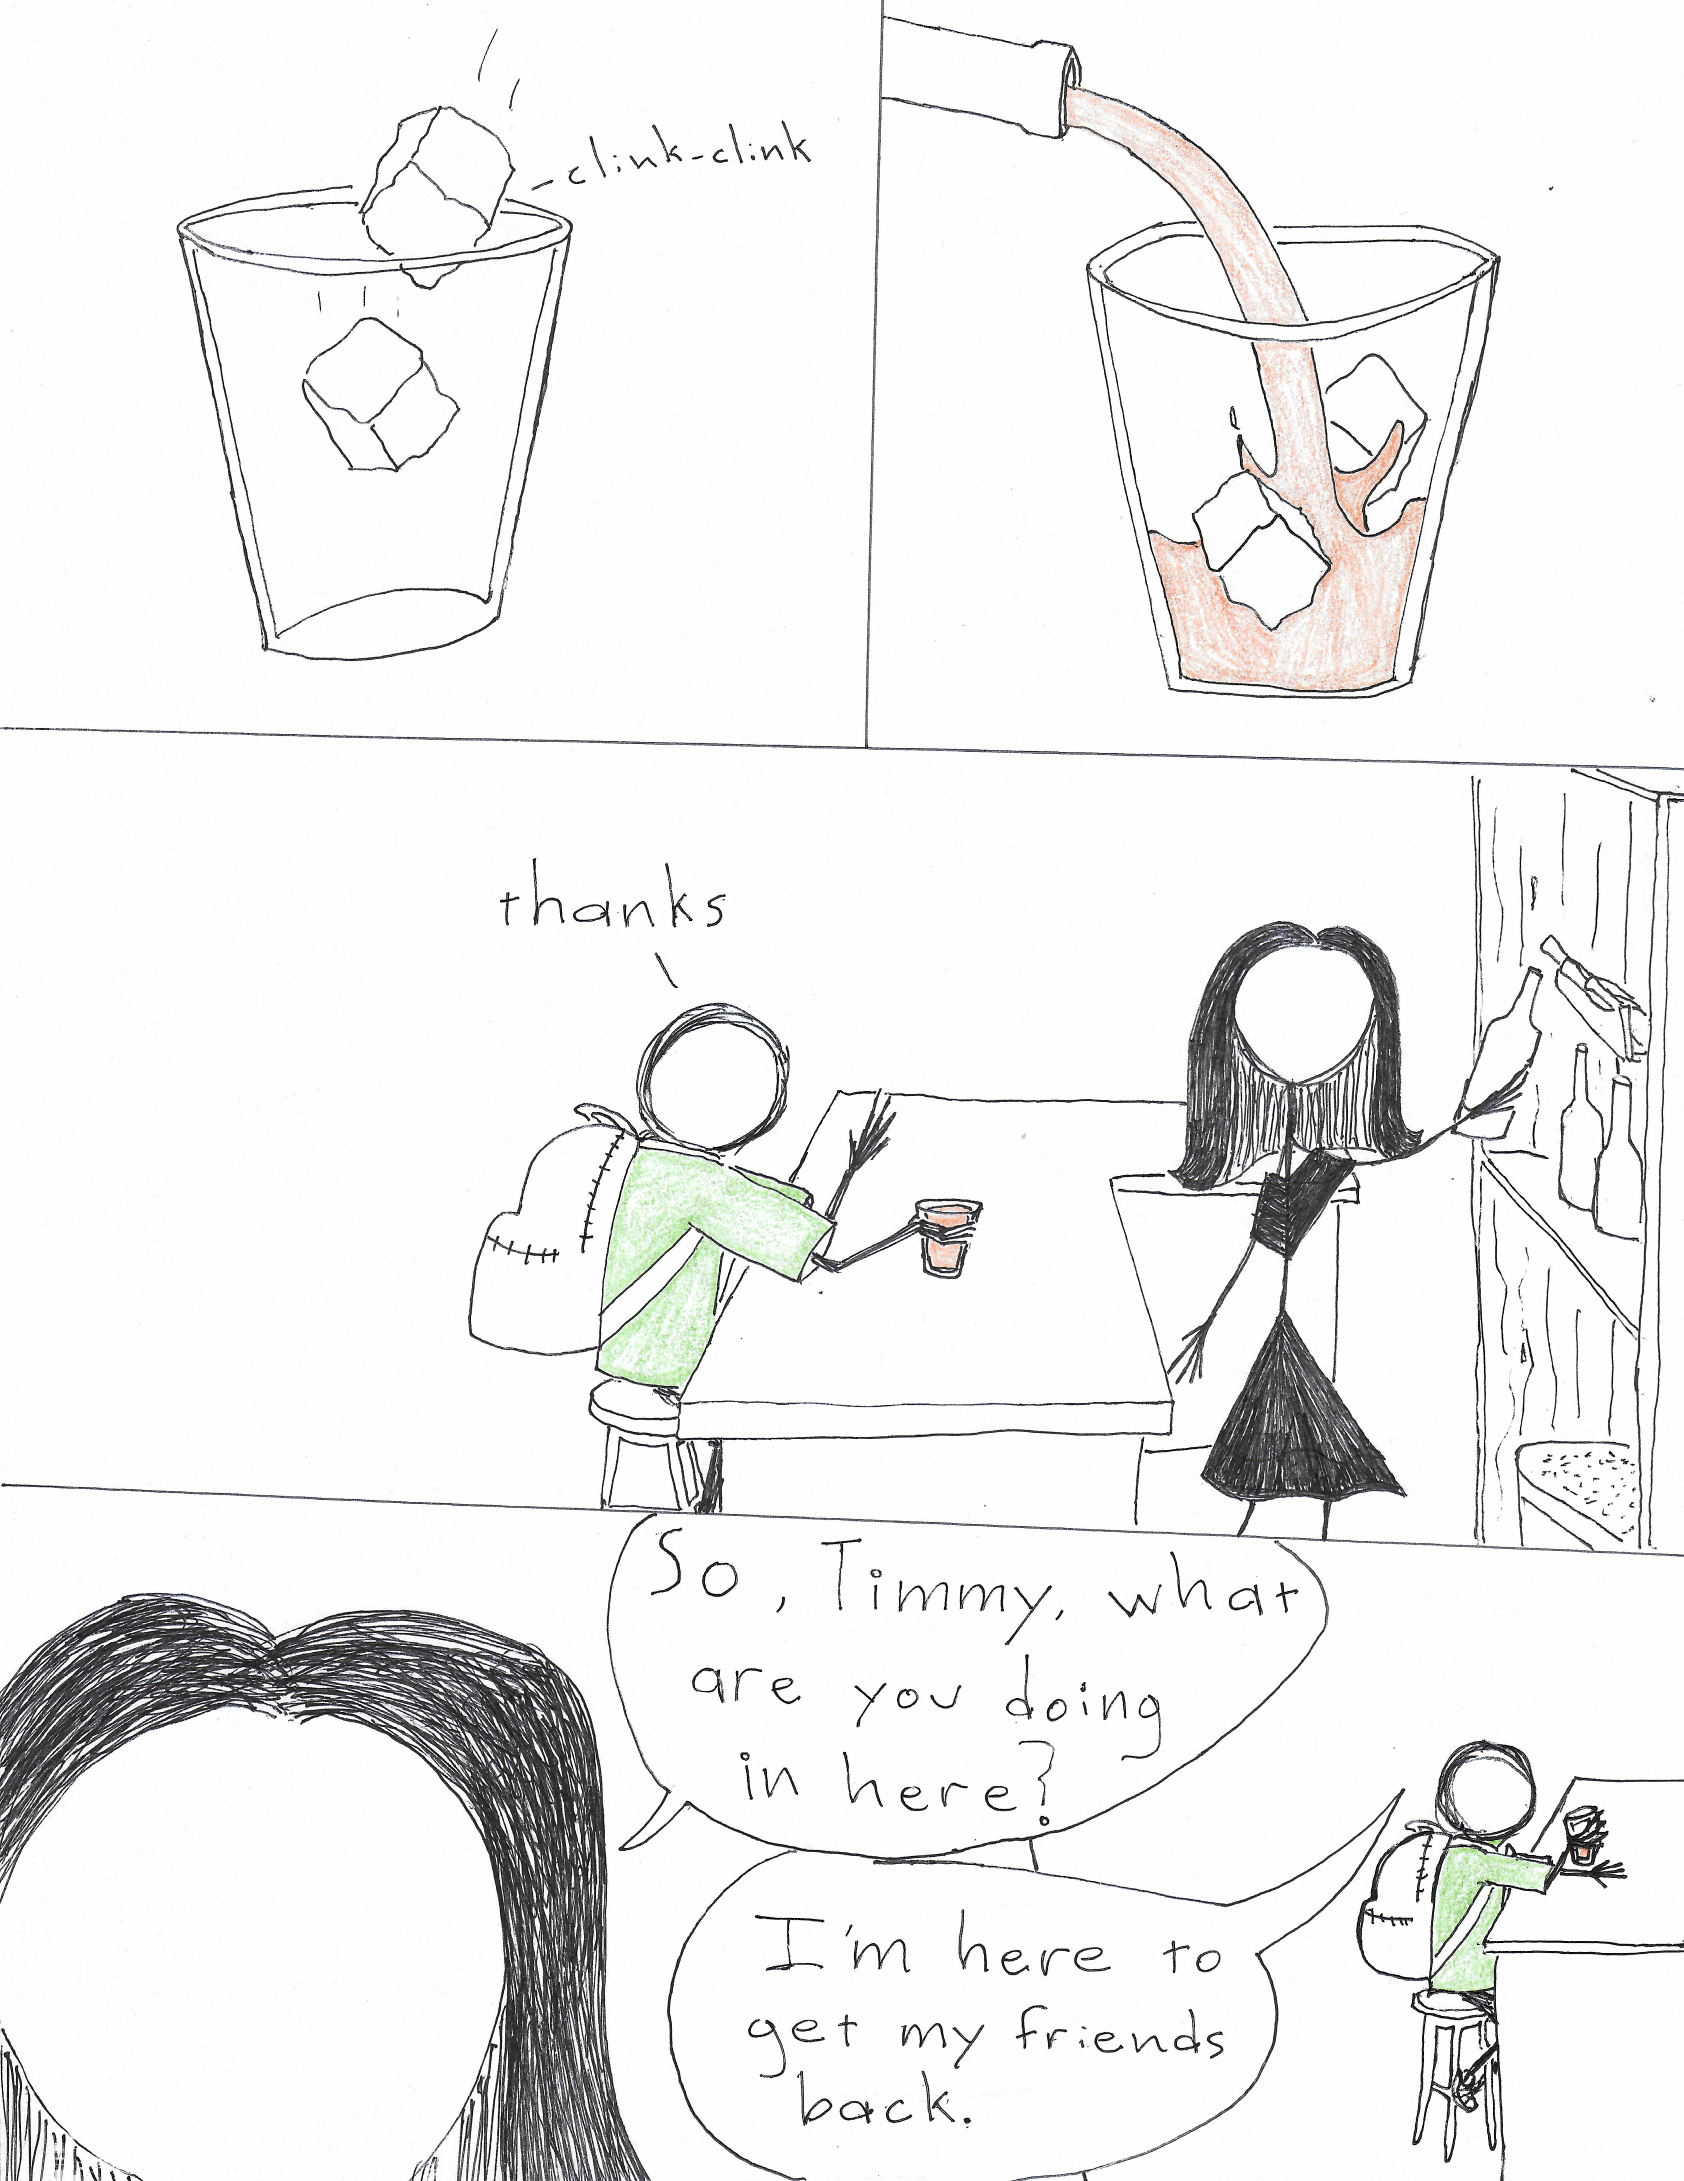 -clink-clink
thanks
So, Timmy, what
are you doing
in here?
I'm here to
get my friends
back.